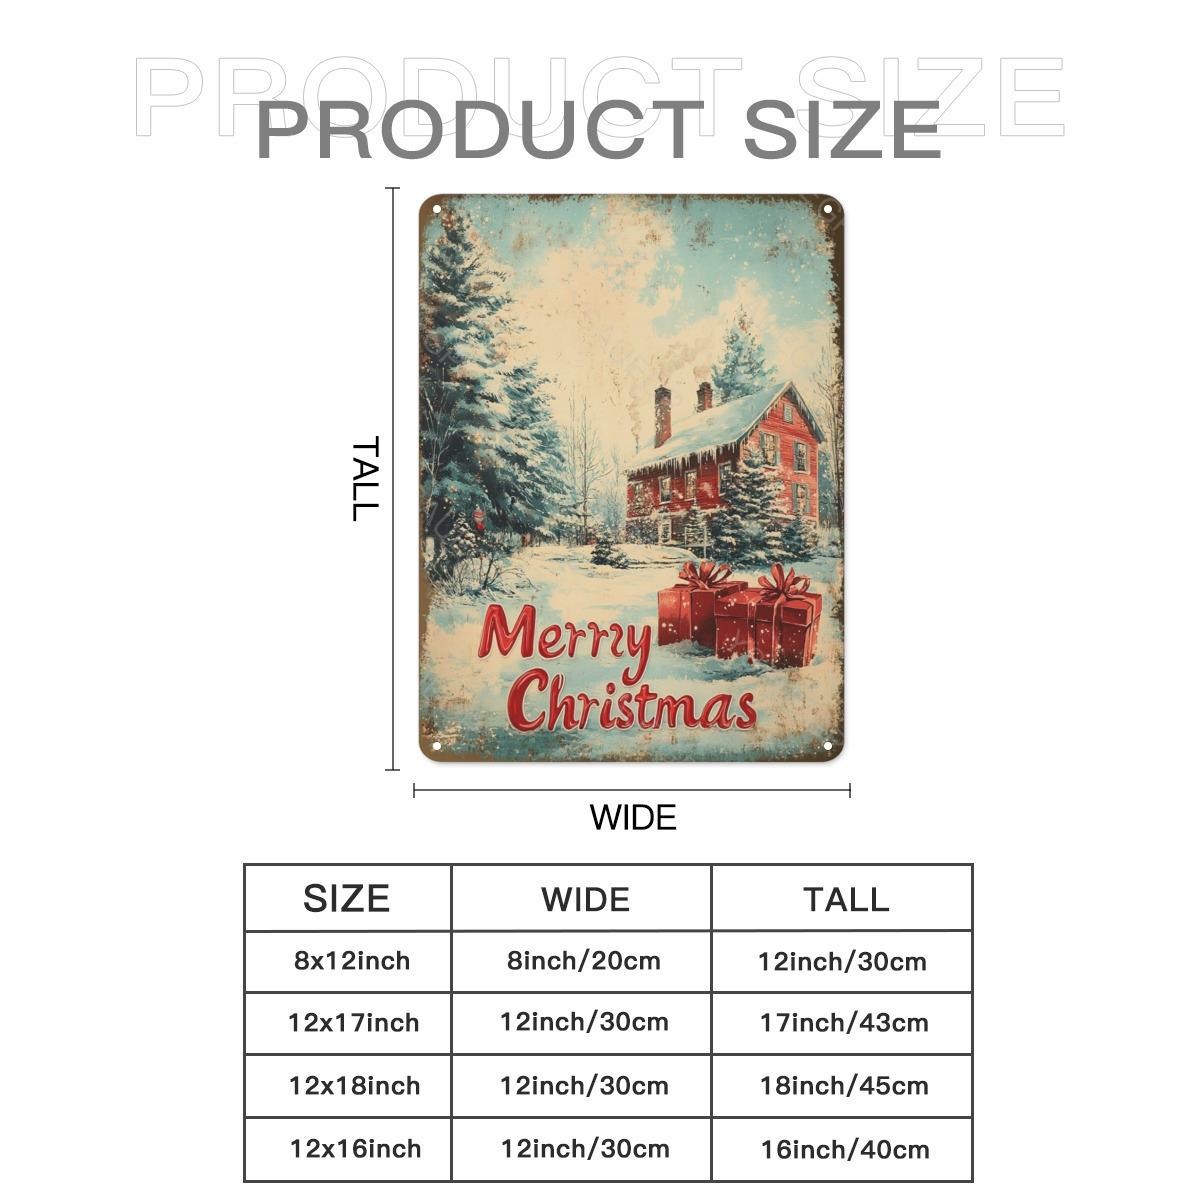 PRODUCT SIZE
PRODUCT SIZE
TALL
Merry
Christmas
WIDE
SIZE WIDE TALL
8x12inch 8inch/20cm 12inch/30cm
12x17inch 12inch/30cm 17inch/43cm
12x18inch 12inch/30cm 18inch/45cm
12x16inch 12inch/30cm 16inch/40cm